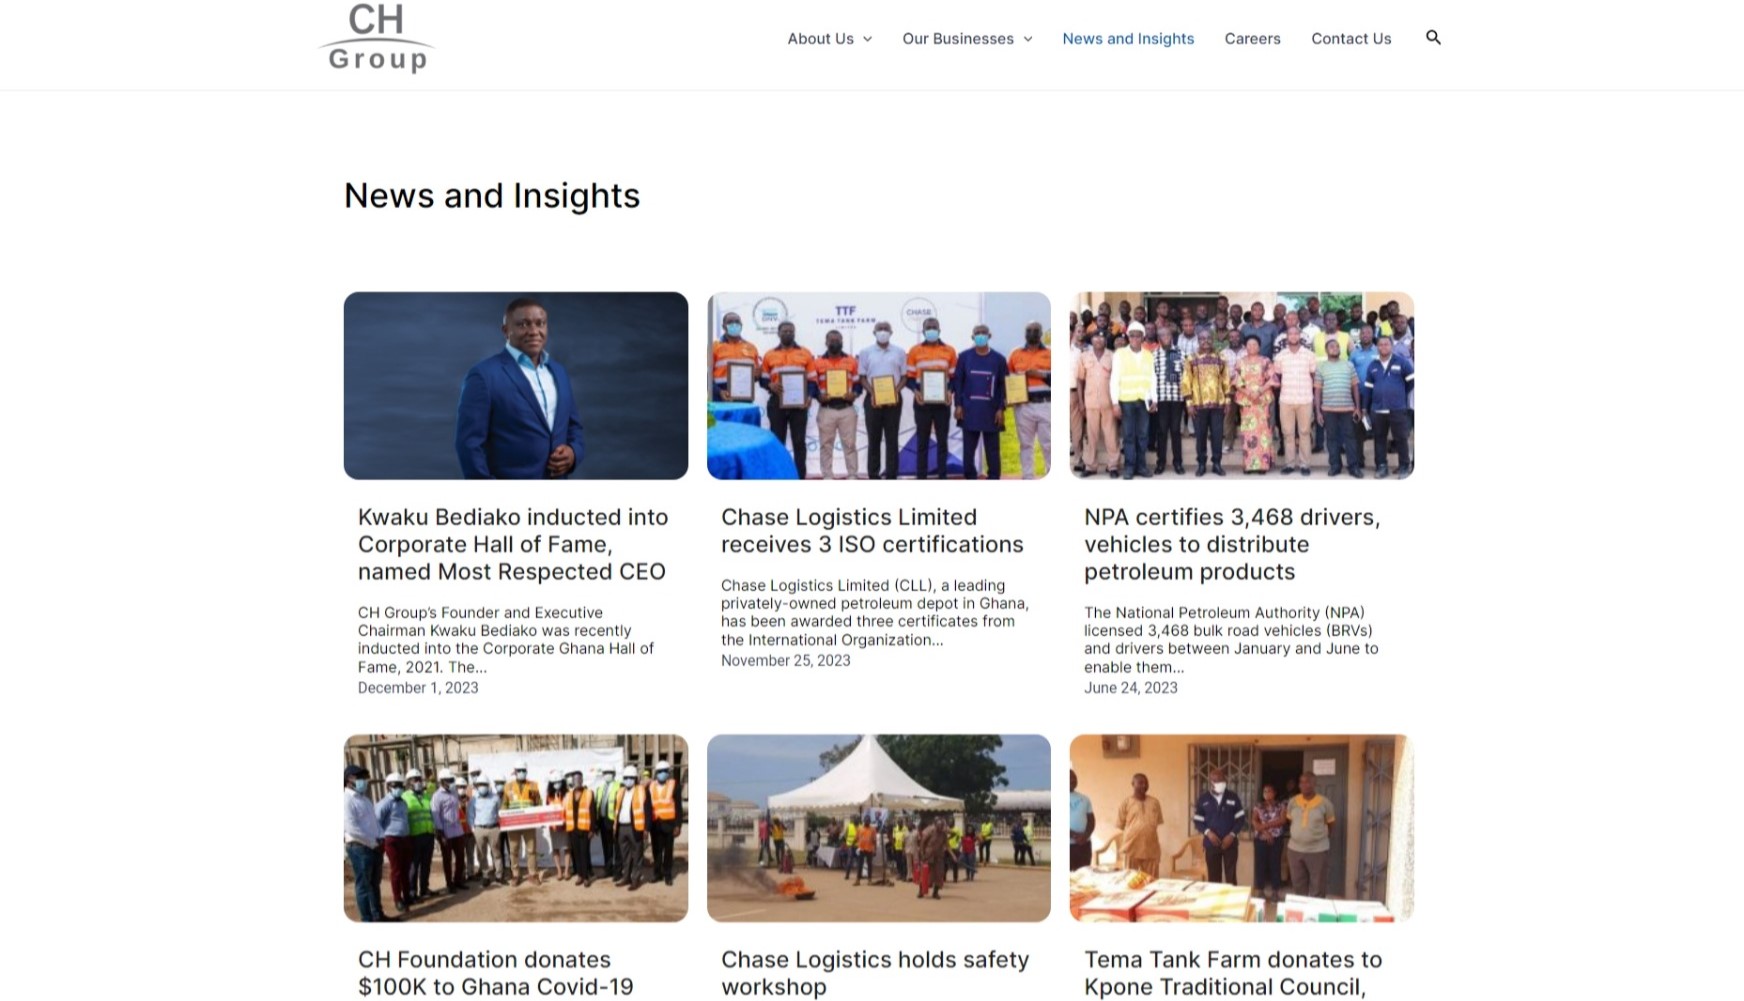 CH
Group
About Us
Our Businesses
News and Insights
Careers
Contact Us
News and Insights
TTF
TEMA TANK FARM
CHASE
Kwaku Bediako inducted into
Corporate Hall of Fame,
named Most Respected CEO
CH Group's Founder and Executive
Chairman Kwaku Bediako was recently
inducted into the Corporate Ghana Hall of
Fame, 2021. The...
December 1, 2023
Chase Logistics Limited
receives 3 ISO certifications
Chase Logistics Limited (CLL), a leading
privately-owned petroleum depot in Ghana,
has been awarded three certificates from
the International Organization...
November 25, 2023
NPA certifies 3,468 drivers,
vehicles to distribute
petroleum products
The National Petroleum Authority (NPA)
licensed 3,468 bulk road vehicles (BRVs)
and drivers between January and June to
enable them...
June 24, 2023
CH Foundation donates
$100K to Ghana Covid-19
Chase Logistics holds safety
workshop
Tema Tank Farm donates to
Kpone Traditional Council,